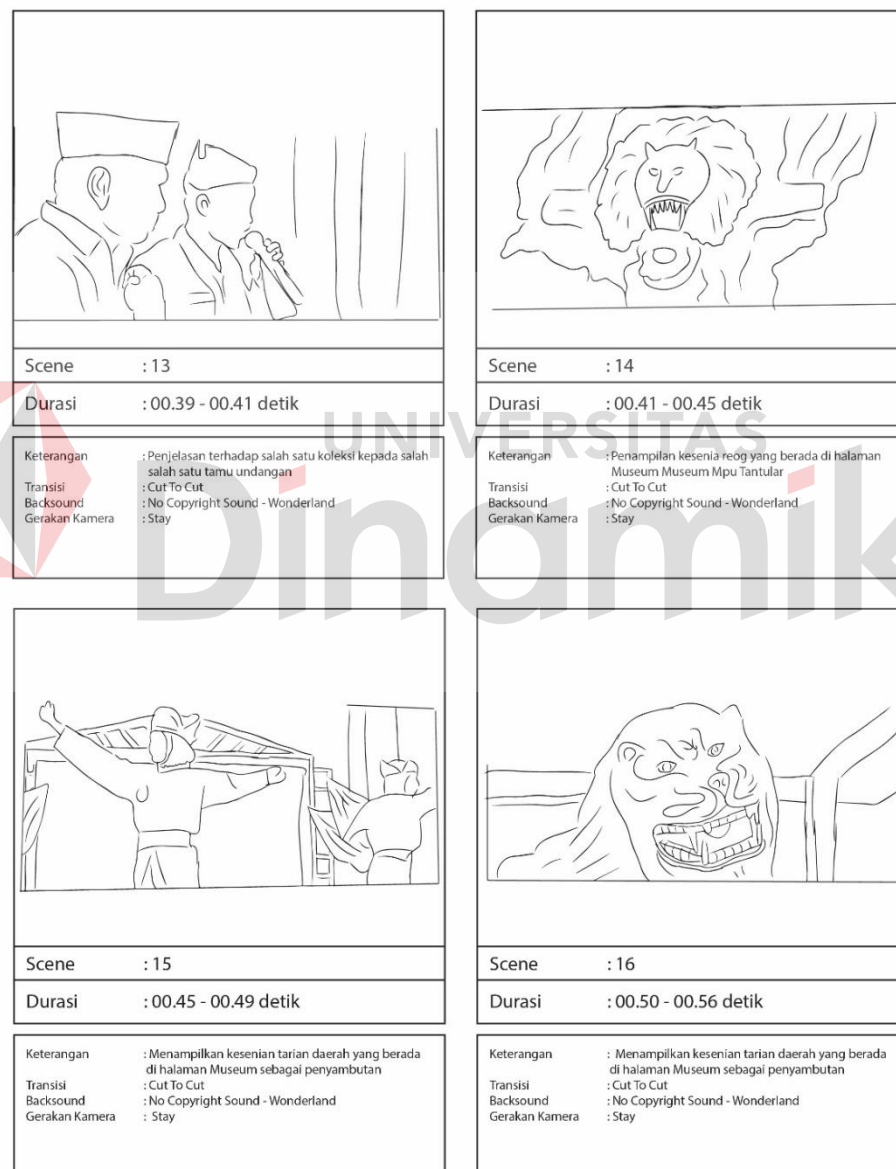 Scene : 13
Durasi : 00.39 - 00.41 detik
Keterangan : Penjelasan terhadap salah satu koleksi kepada salah
salah satu tamu undangan
Transisi : Cut To Cut
Backsound : No Copyright Sound - Wonderland
Gerakan Kamera : Stay
Scene : 14
Durasi : 00.41 - 00.45 detik
Keterangan : Penampilan kesenia reog yang berada di halaman
Museum Museum Mpu Tantular
Transisi : Cut To Cut
Backsound : No Copyright Sound - Wonderland
Gerakan Kamera : Stay
UNIVERSITAS
Dinamik
Scene : 15
Durasi : 00.45 - 00.49 detik
Keterangan : Menampilkan kesenian tarian daerah yang berada
di halaman Museum sebagai penyambutan
Transisi : Cut To Cut
Backsound : No Copyright Sound - Wonderland
Gerakan Kamera : Stay
Scene : 16
Durasi : 00.50 - 00.56 detik
Keterangan : Menampilkan kesenian tarian daerah yang berada
di halaman Museum sebagai penyambutan
Transisi : Cut To Cut
Backsound : No Copyright Sound - Wonderland
Gerakan Kamera : Stay